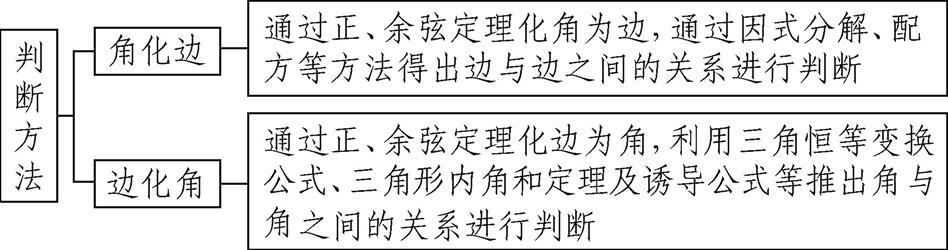 判断方法
角化边
通过正、余弦定理化角为边,通过因式分解、配
方等方法得出边与边之间的关系进行判断
边化角
通过正、余弦定理化边为角,利用三角恒等变换
公式、三角形内角和定理及诱导公式等推出角与
角之间的关系进行判断